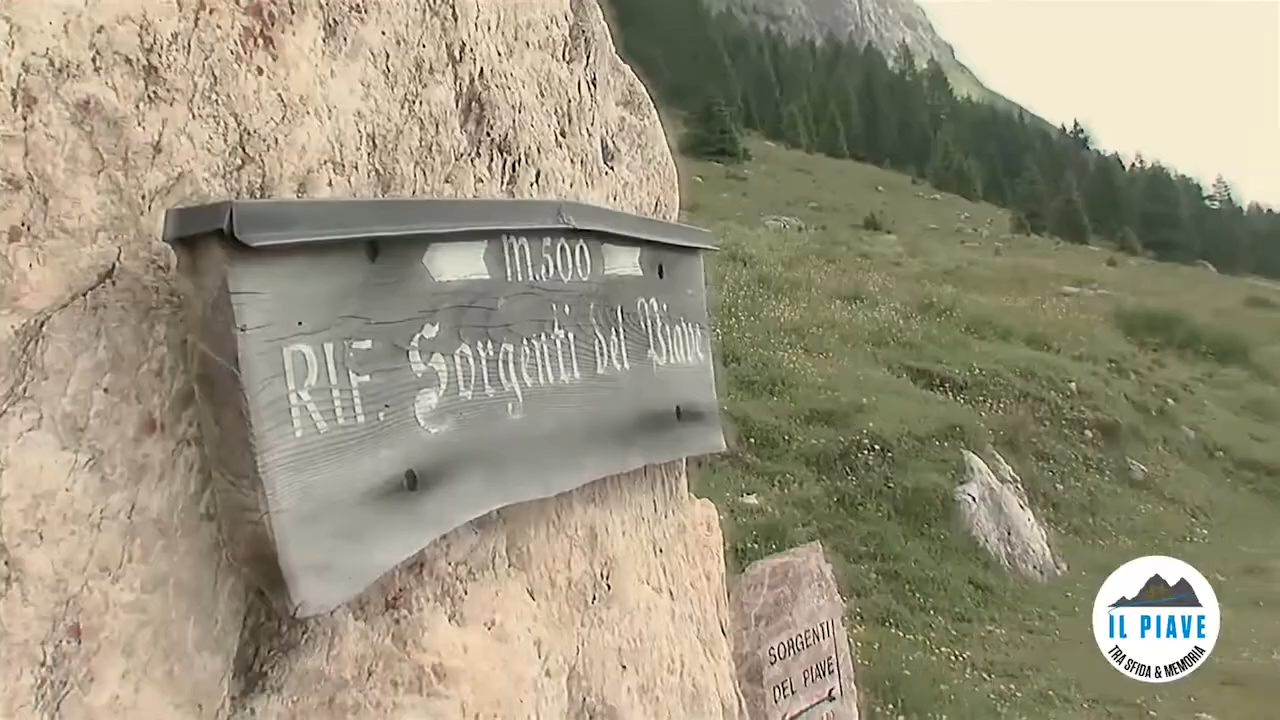 m.500
RIF. Sorgenti del Piave
SORGENTI
DEL PIAVE
IL PIAVE
TRA SFIDA & MEMORIA